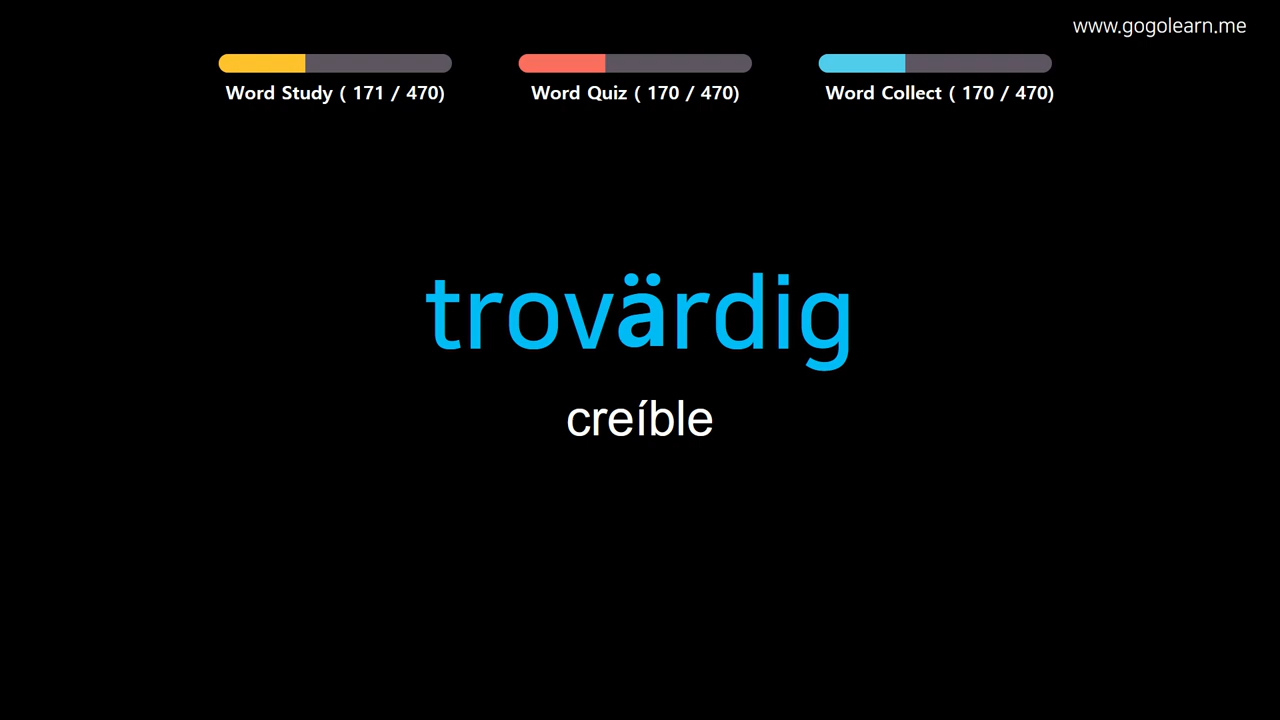 www.gogolearn.me
Word Study ( 171 / 470)
Word Quiz ( 170 / 470)
Word Collect ( 170 / 470)
trovärdig
creíble